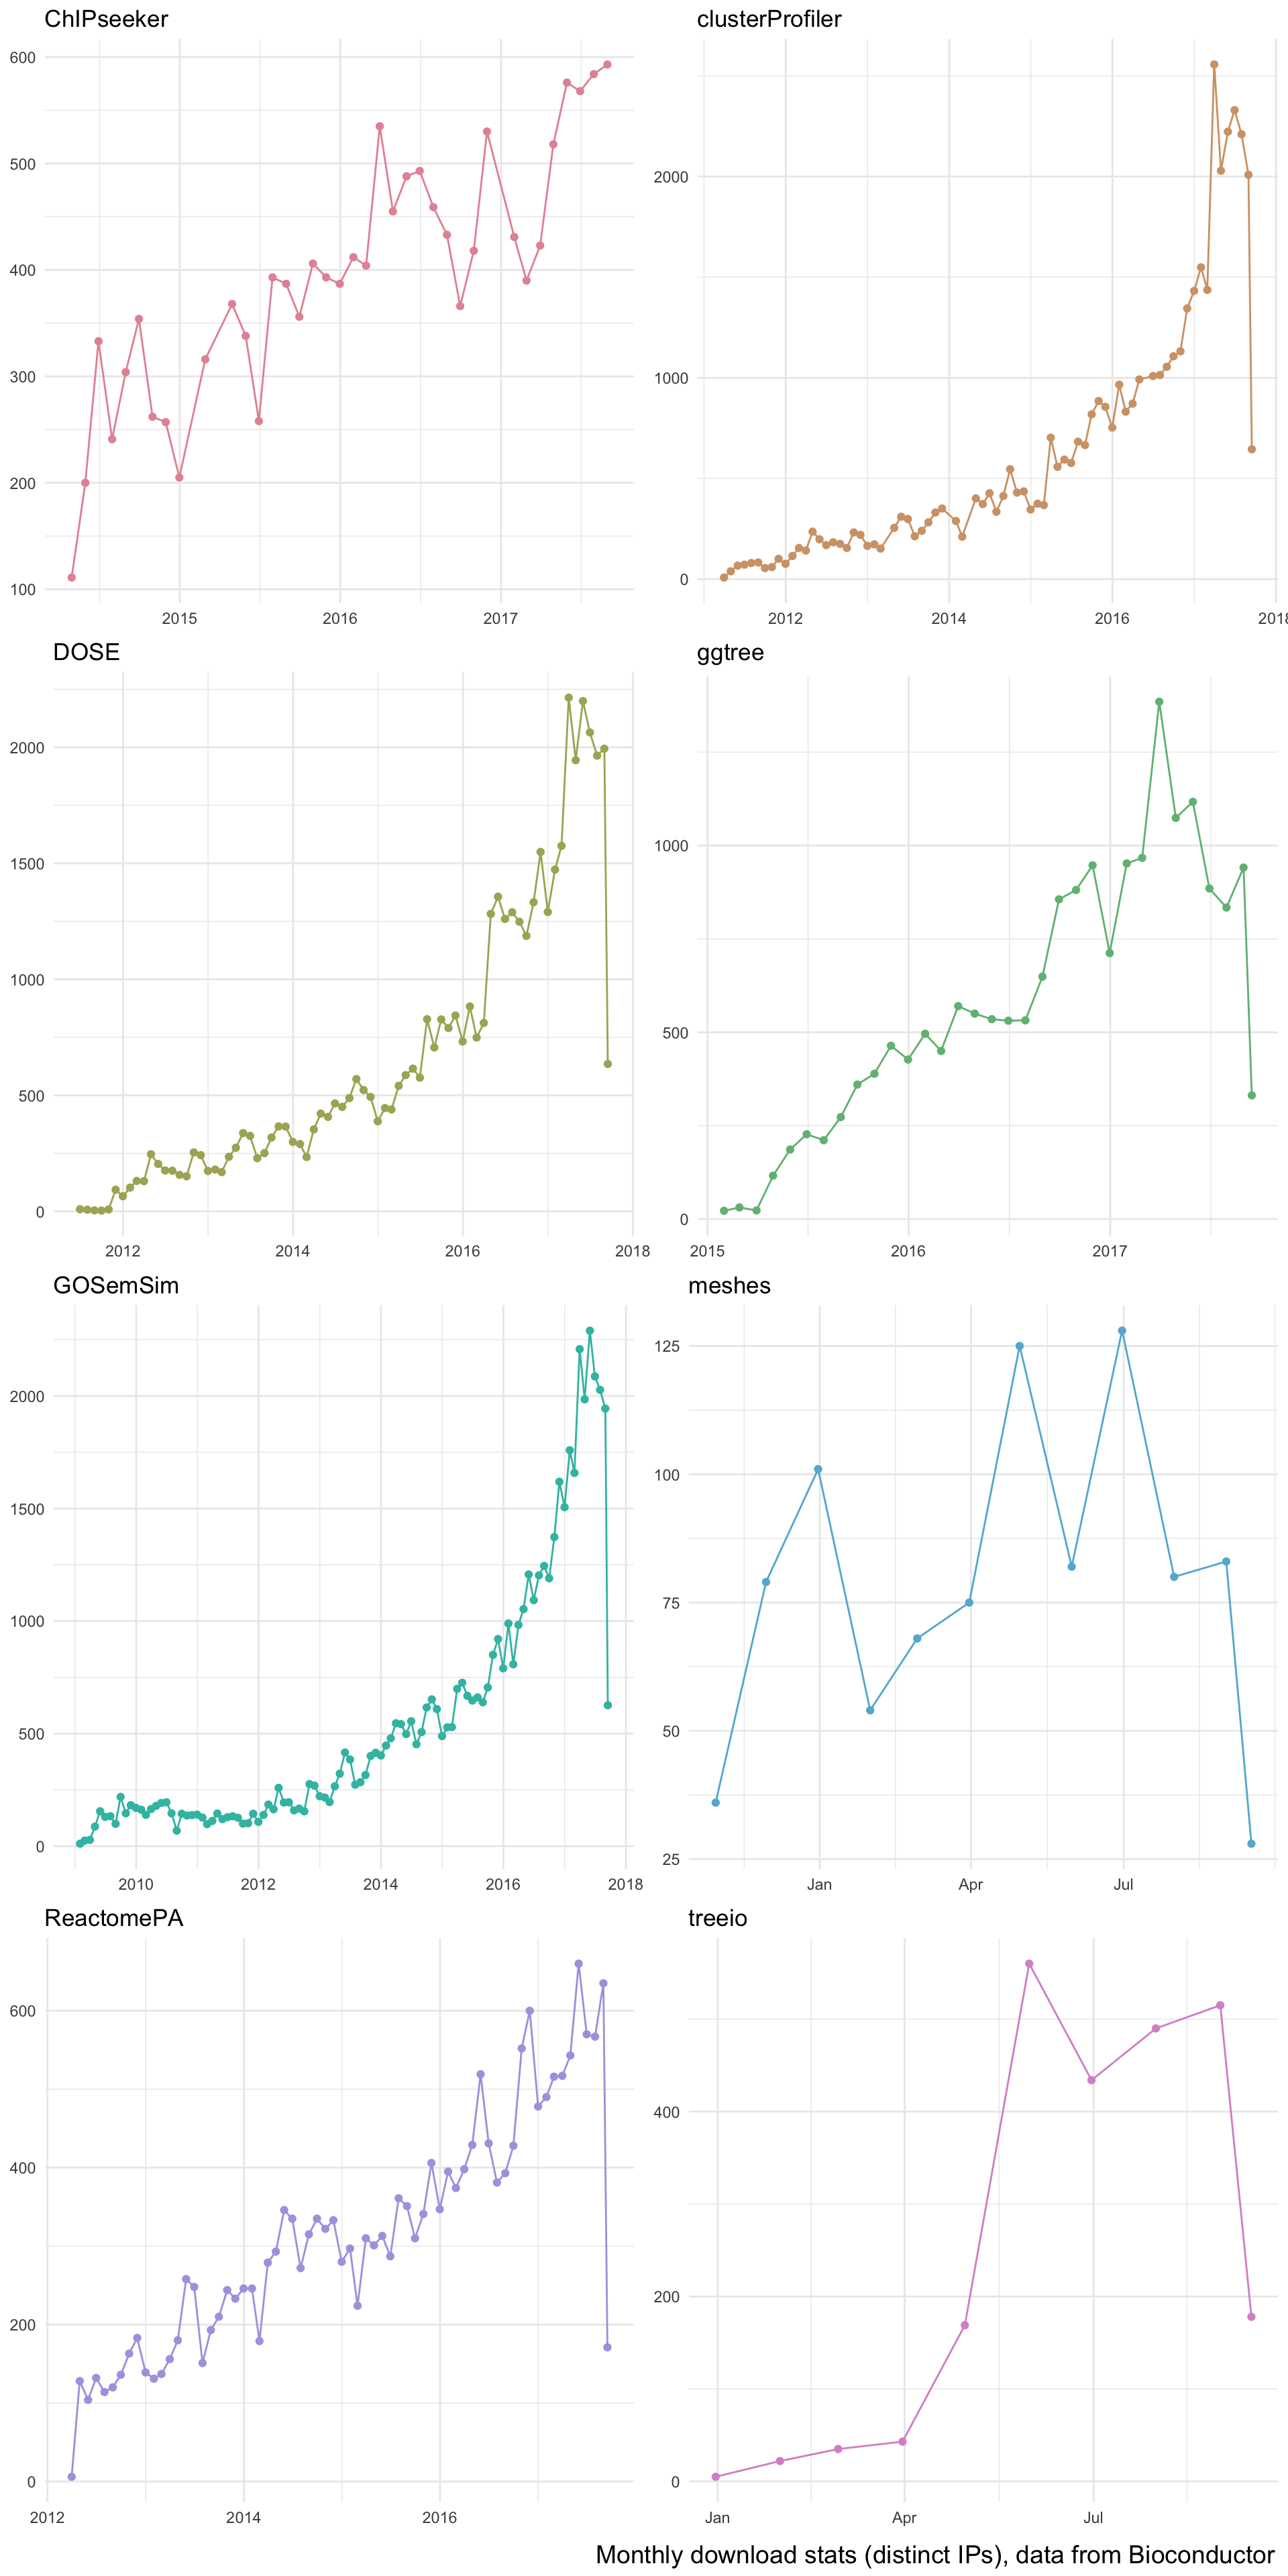 ChIPseeker
600
500
400
300
200
100
2015 2016 2017
clusterProfiler
2000
1000
0
2012 2014 2016 2018
DOSE
2000
1500
1000
500
0
2012 2014 2016 2018
ggtree
1000
500
0
2015 2016 2017
GOSemSim
2000
1500
1000
500
0
2010 2012 2014 2016 2018
meshes
125
100
75
50
25
Jan Apr Jul
ReactomePA
600
400
200
0
2012 2014 2016
treeio
400
200
0
Jan Apr Jul
Monthly download stats (distinct IPs), data from Bioconductor